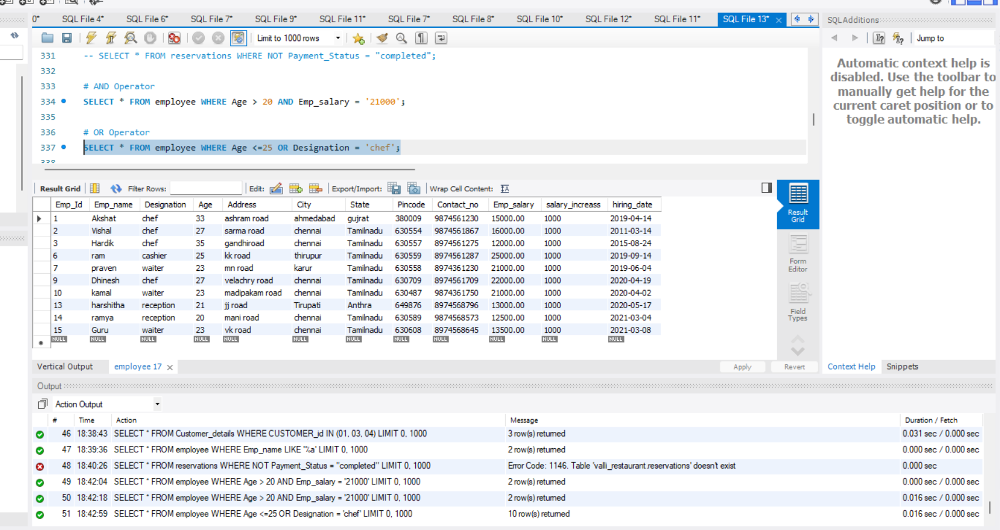 0*	SQL File 4*	SQL File 6*	SQL File 7*	SQL File 9*	SQL File 11*	SQL File 7*	SQL File 8*	SQL File 10*	SQL File 12*	SQL File 11*	SQL File 13*
SQLAdditions
Limit to 1000 rows
Jump to
331 -- SELECT * FROM reservations WHERE NOT Payment_Status = "completed";
332
333 # AND Operator
334 SELECT * FROM employee WHERE Age > 20 AND Emp_salary = '21000';
335
336 # OR Operator
337 SELECT * FROM employee WHERE Age <=25 OR Designation = 'chef';
338
Automatic context help is
disabled. Use the toolbar to
manually get help for the
current caret position or to
toggle automatic help.
Result Grid	Filter Rows:	Edit:	Export/Import:	Wrap Cell Content:
Emp_Id	Emp_name	Designation	Age	Address	City	State	Pincode	Contact_no	Emp_salary	salary_increass	hiring_date
1	Akshat	chef	33	ashram road	ahmedabad	gujrat	380009	9874561230	15000.00	1000	2019-04-14
2	Vishal	chef	27	sarma road	chennai	Tamilnadu	630554	9874561867	16000.00	1000	2011-03-14
3	Hardik	chef	35	gandhiroad	chennai	Tamilnadu	630557	8974561275	12000.00	1000	2015-08-24
6	ram	cashier	25	kk road	thirupur	Tamilnadu	630559	8974561287	25000.00	1000	2019-09-14
7	praven	waiter	23	mn road	karur	Tamilnadu	630558	8974361230	21000.00	1000	2019-06-04
9	Dhinesh	chef	27	velachry road	chennai	Tamilnadu	630709	8974561709	22000.00	1000	2020-04-19
10	kamal	waiter	23	madipakam road	chennai	Tamilnadu	630487	9874361750	21000.00	1000	2020-04-02
13	harshitha	reception	21	jj road	Tirupati	Anthra	649876	8974568796	13000.00	1000	2020-05-17
14	ramya	reception	20	mani road	chennai	Tamilnadu	630589	9874568573	12500.00	1000	2021-03-04
15	Guru	waiter	23	vk road	chennai	Tamilnadu	630608	8974568645	13500.00	1000	2021-03-08
NULL	NULL	NULL	NULL	NULL	NULL	NULL	NULL	NULL	NULL	NULL	NULL
Result
Grid
Form
Editor
Field
Types
Vertical Output	employee 17	Apply	Revert	Context Help	Snippets
Output
Action Output
#	Time	Action	Message	Duration / Fetch
46	18:38:43	SELECT * FROM Customer_details WHERE CUSTOMER_id IN (01, 03, 04) LIMIT 0, 1000	3 row(s) returned	0.031 sec / 0.000 sec
47	18:39:36	SELECT * FROM employee WHERE Emp_name LIKE '%a' LIMIT 0, 1000	2 row(s) returned	0.000 sec / 0.000 sec
48	18:40:26	SELECT * FROM reservations WHERE NOT Payment_Status = "completed" LIMIT 0, 1000	Error Code: 1146. Table 'valli_restaurant.reservations' doesn't exist	0.000 sec
49	18:42:04	SELECT * FROM employee WHERE Age > 20 AND Emp_salary = '21000' LIMIT 0, 1000	2 row(s) returned	0.000 sec / 0.000 sec
50	18:42:18	SELECT * FROM employee WHERE Age > 20 AND Emp_salary = '21000' LIMIT 0, 1000	2 row(s) returned	0.016 sec / 0.000 sec
51	18:42:59	SELECT * FROM employee WHERE Age <=25 OR Designation = 'chef' LIMIT 0, 1000	10 row(s) returned	0.016 sec / 0.000 sec